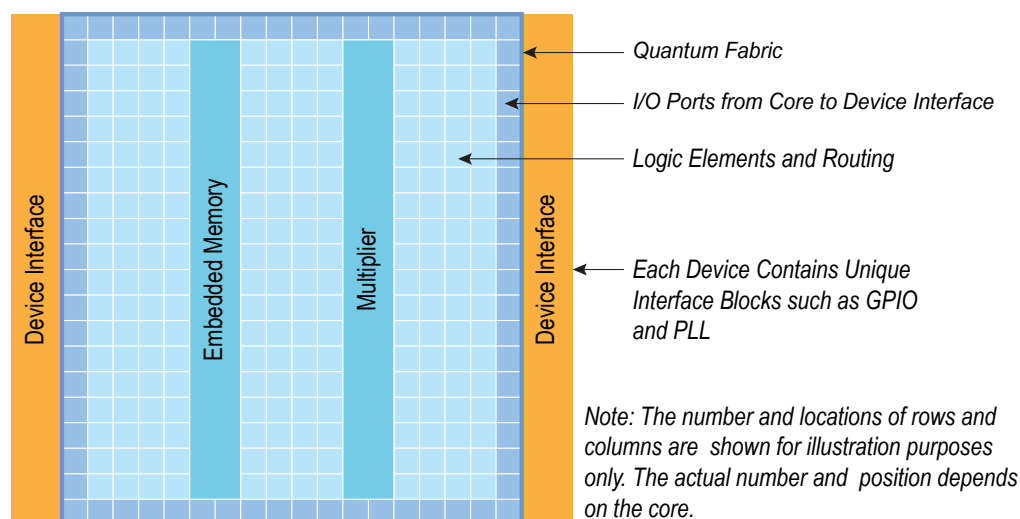 Device Interface
Embedded Memory
Multiplier
Device Interface
Quantum Fabric
I/O Ports from Core to Device Interface
Logic Elements and Routing
Each Device Contains Unique
Interface Blocks such as GPIO
and PLL
Note: The number and locations of rows and
columns are shown for illustration purposes
only. The actual number and position depends
on the core.